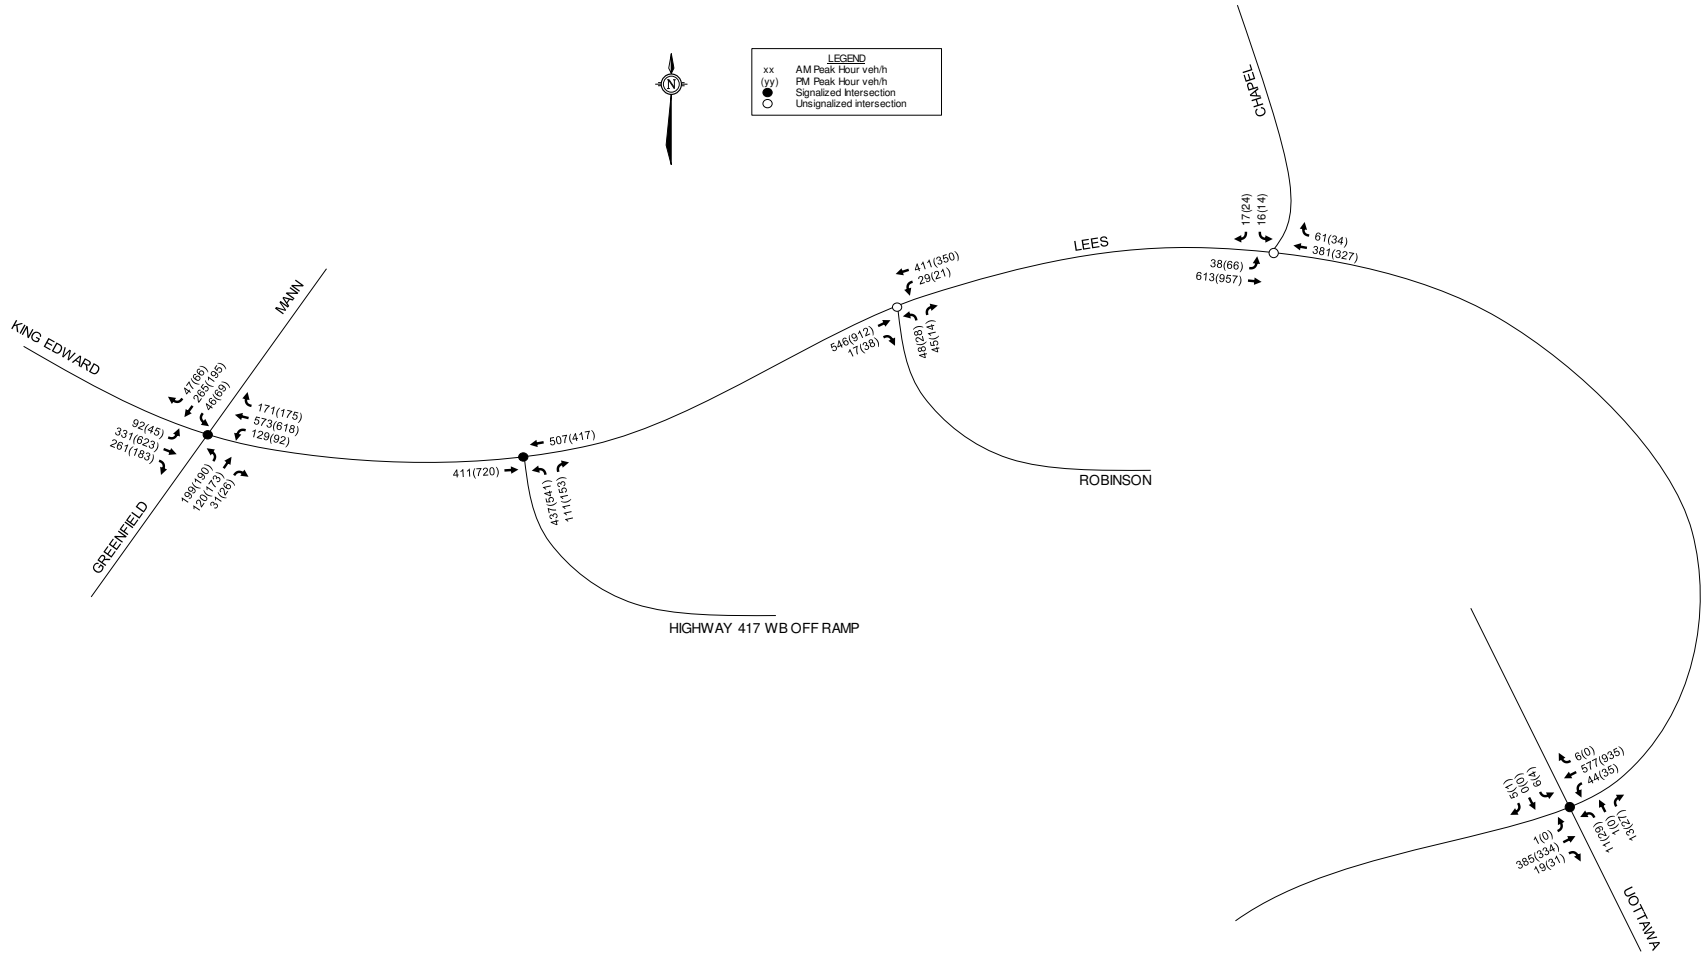 LEGEND
xx AM Peak Hour veh/h
(yy) PM Peak Hour veh/h
Signalized Intersection
Unsignalized intersection
N
CHAPEL
17(24)
16(14)
61(34)
381(327)
38(66)
613(957)
LEES
411(350)
29(21)
546(912)
17(38)
48(28)
45(14)
ROBINSON
MANN
KING EDWARD
47(66)
265(195)
46(69)
171(175)
573(618)
129(92)
92(45)
331(623)
261(183)
199(190)
120(173)
31(26)
GREENFIELD
507(417)
411(720)
437(541)
111(153)
HIGHWAY 417 WB OFF RAMP
6(0)
577(935)
44(35)
5(1)
0(0)
6(4)
1(0)
385(334)
19(31)
11(29)
1(0)
13(27)
UOTTAWA